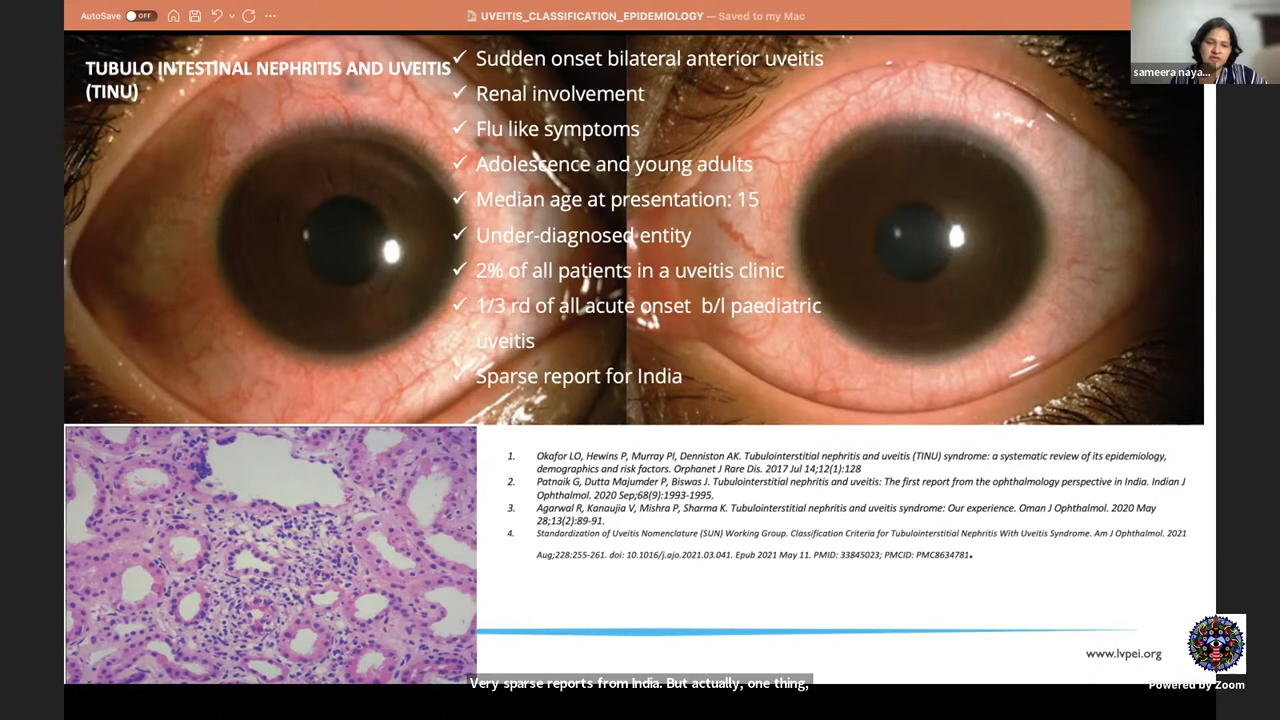 AutoSave OFF
UVEITIS_CLASSIFICATION_EPIDEMIOLOGY — Saved to my Mac
sameera naya...
TUBULO INTESTINAL NEPHRITIS AND UVEITIS
(TINU)
✓ Sudden onset bilateral anterior uveitis
✓ Renal involvement
✓ Flu like symptoms
✓ Adolescence and young adults
✓ Median age at presentation: 15
✓ Under-diagnosed entity
✓ 2% of all patients in a uveitis clinic
✓ 1/3 rd of all acute onset b/l paediatric
uveitis
✓ Sparse report for India
1. Okafor LO, Hewins P, Murray PI, Denniston AK. Tubulointerstitial nephritis and uveitis (TINU) syndrome: a systematic review of its epidemiology,
demographics and risk factors. Orphanet J Rare Dis. 2017 Jul 14;12(1):128
2. Patnaik G, Dutta Majumder P, Biswas J. Tubulointerstitial nephritis and uveitis: The first report from the ophthalmology perspective in India. Indian J
Ophthalmol. 2020 Sep;68(9):1993-1995.
3. Agarwal R, Kanaujia V, Mishra P, Sharma K. Tubulointerstitial nephritis and uveitis syndrome: Our experience. Oman J Ophthalmol. 2020 May
28;13(2):89-91.
4. Standardization of Uveitis Nomenclature (SUN) Working Group. Classification Criteria for Tubulointerstitial Nephritis With Uveitis Syndrome. Am J Ophthalmol. 2021
Aug;228:255-261. doi: 10.1016/j.ajo.2021.03.041. Epub 2021 May 11. PMID: 33845023; PMCID: PMC8634781.
www.lvpei.org
Very sparse reports from India. But actually, one thing,
Powered by Zoom